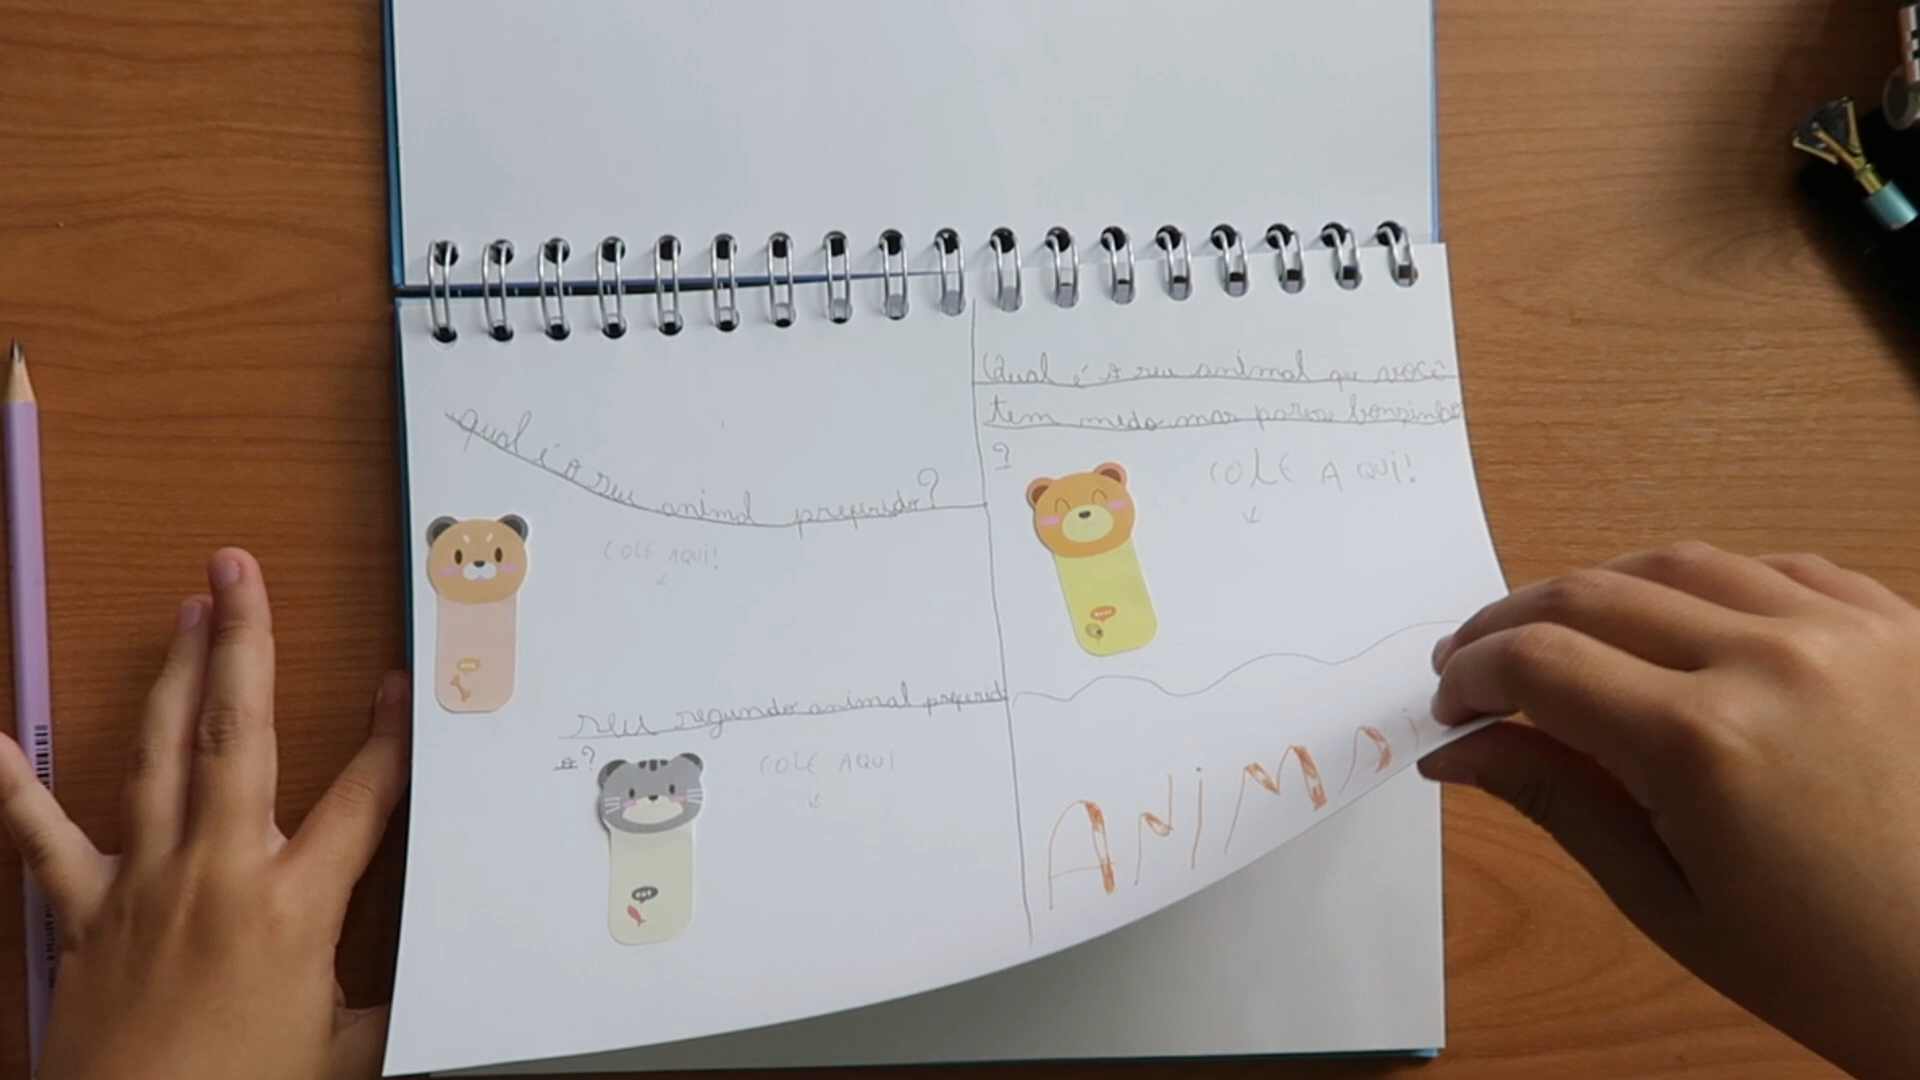 qual é o seu animal preferido?
COLE AQUI!
seu segundo animal preferid
o?
COLE AQUI
Qual é o seu animal que você
tem medo mas parece bonzinho
?
COLE AQUI!
ANIMAI